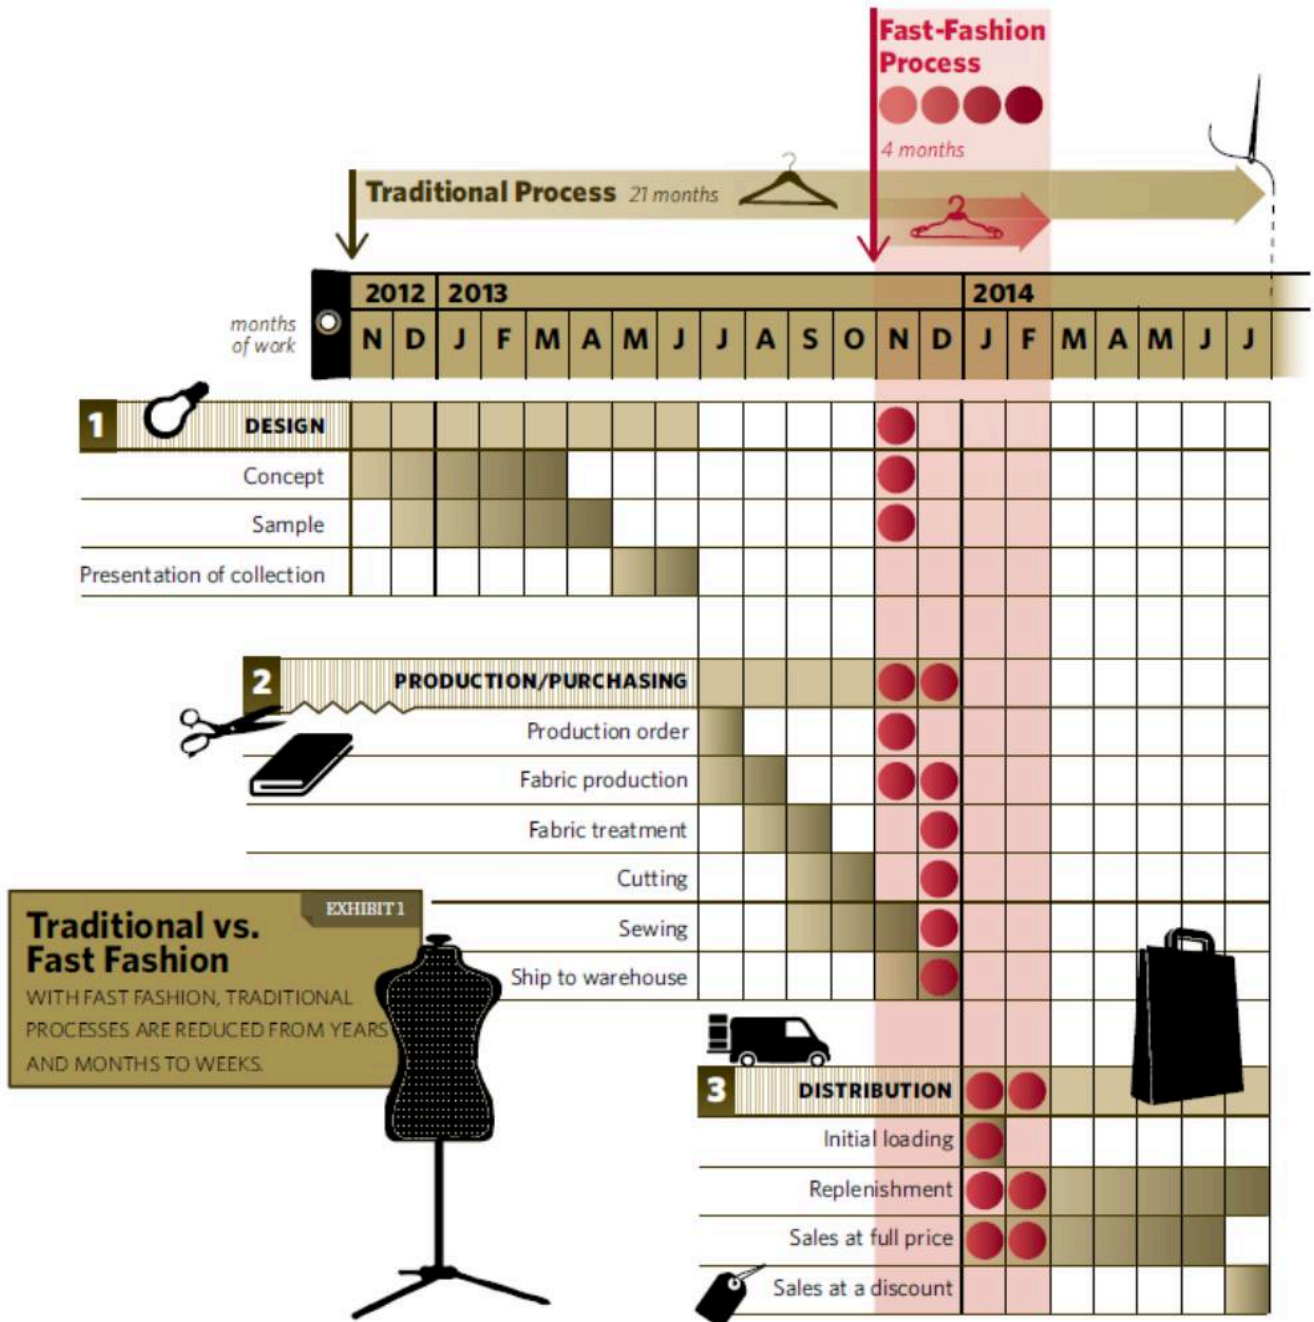 Fast-Fashion
Process
4 months
Traditional Process 21 months
2012 2013 2014
months
of work
N D J F M A M J J A S O N D J F M A M J J
1 DESIGN
Concept
Sample
Presentation of collection
2 PRODUCTION/PURCHASING
Production order
Fabric production
Fabric treatment
Cutting
Sewing
Ship to warehouse
EXHIBIT 1
Traditional vs.
Fast Fashion
WITH FAST FASHION, TRADITIONAL
PROCESSES ARE REDUCED FROM YEARS
AND MONTHS TO WEEKS.
3 DISTRIBUTION
Initial loading
Replenishment
Sales at full price
Sales at a discount